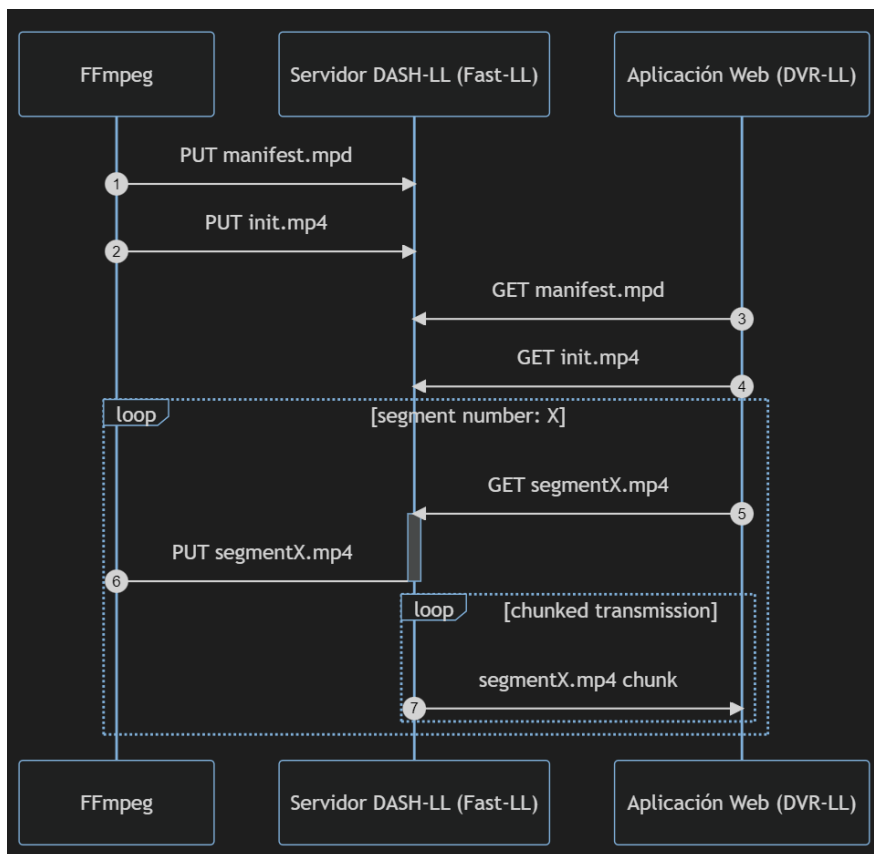 FFmpeg
Servidor DASH-LL (Fast-LL)
Aplicación Web (DVR-LL)
PUT manifest.mpd
1
PUT init.mp4
2
GET manifest.mpd
3
GET init.mp4
4
loop
[segment number: X]
GET segmentX.mp4
5
PUT segmentX.mp4
6
loop
[chunked transmission]
segmentX.mp4 chunk
7
FFmpeg
Servidor DASH-LL (Fast-LL)
Aplicación Web (DVR-LL)